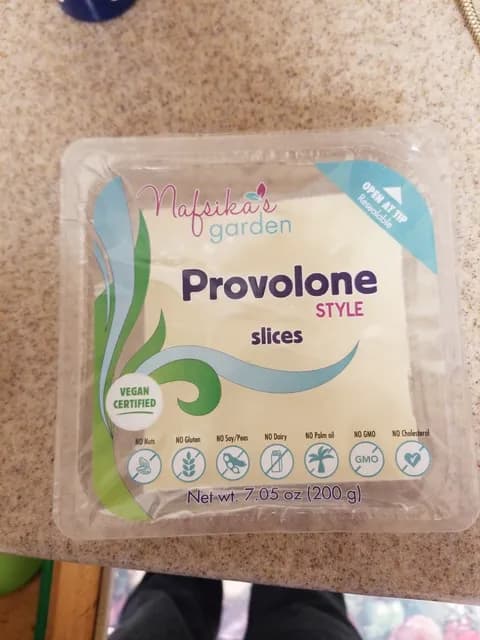 Nafsika's
garden
OPEN AT TIP
Resealable
Provolone
STYLE
slices
VEGAN
CERTIFIED
NO Nuts
NO Gluten
NO Soy/Peas
NO Dairy
NO Palm oil
NO GMO
NO Cholesterol
GMO
Net wt. 7.05 oz (200 g)